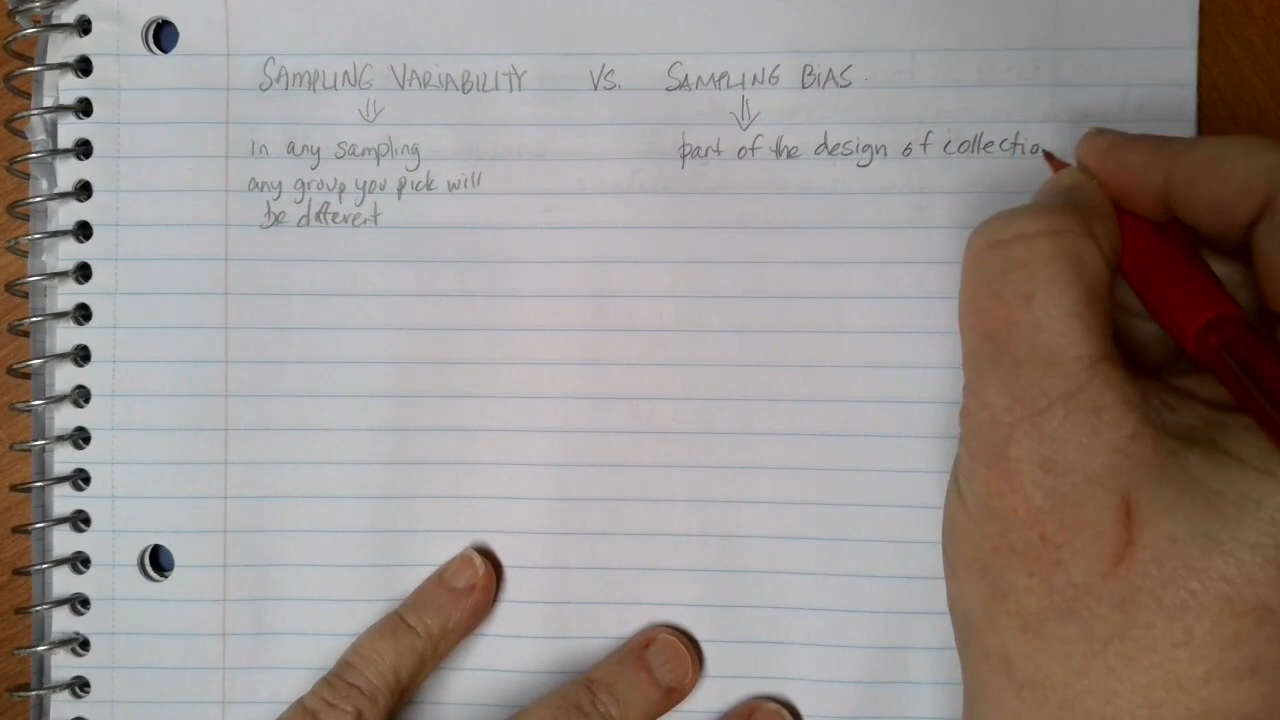 SAMPLING VARIABILITY VS. SAMPLING BIAS.
in any sampling
any group you pick will
be different
part of the design of collectio